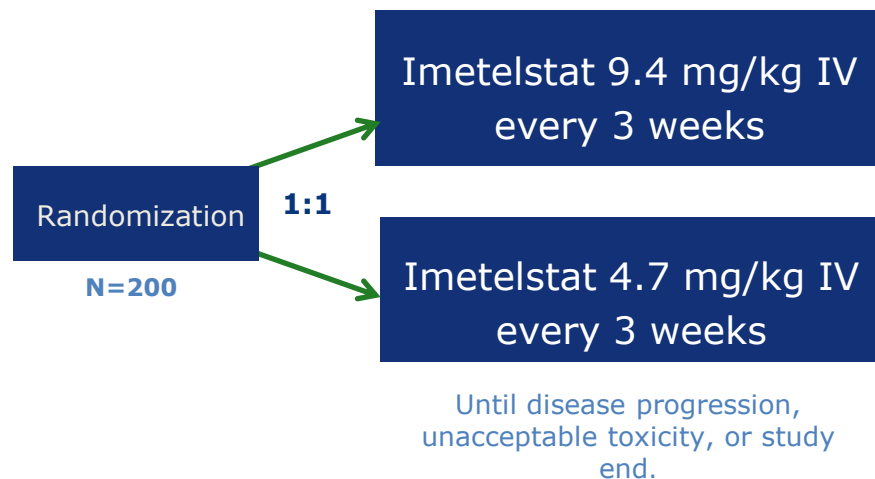 Imetelstat 9.4 mg/kg IV
every 3 weeks
Randomization
1:1
N=200
Imetelstat 4.7 mg/kg IV
every 3 weeks
Until disease progression,
unacceptable toxicity, or study
end.